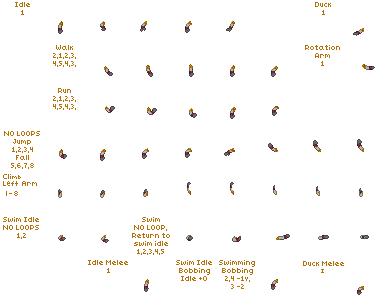 Idle
1
Duck
1
Walk
2,1,2,3,
4,5,4,3,
Rotation
Arm
1
Run
2,1,2,3,
4,5,4,3,
NO LOOPS
Jump
1,2,3,4
Fall
5,6,7,8
Climb
Left Arm
1-8
Swim Idle
NO LOOPS
1,2
Swim
NO LOOP,
Return to
swim idle
1,2,3,4,5
Swim Idle
Bobbing
Idle +0
Swimming
Bobbing
2,4 -1y,
3 -2
Idle Melee
1
Duck Melee
1